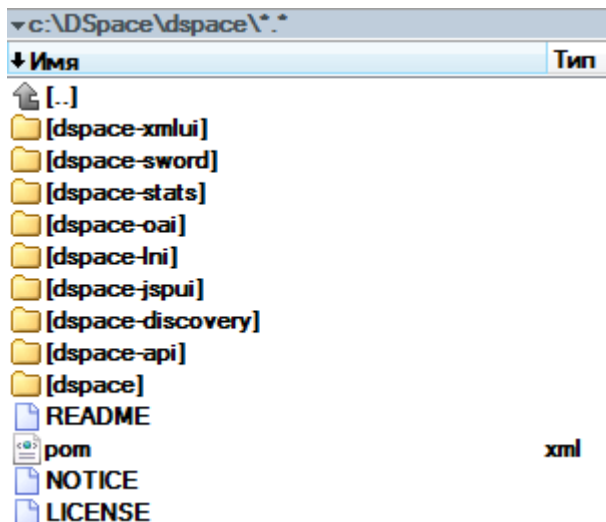 c:\DSpace\dspace\*.*
Имя Тип
[..]
[dspace-xmlui]
[dspace-sword]
[dspace-stats]
[dspace-oai]
[dspace-lni]
[dspace-jspui]
[dspace-discovery]
[dspace-api]
[dspace]
README
pom xml
NOTICE
LICENSE